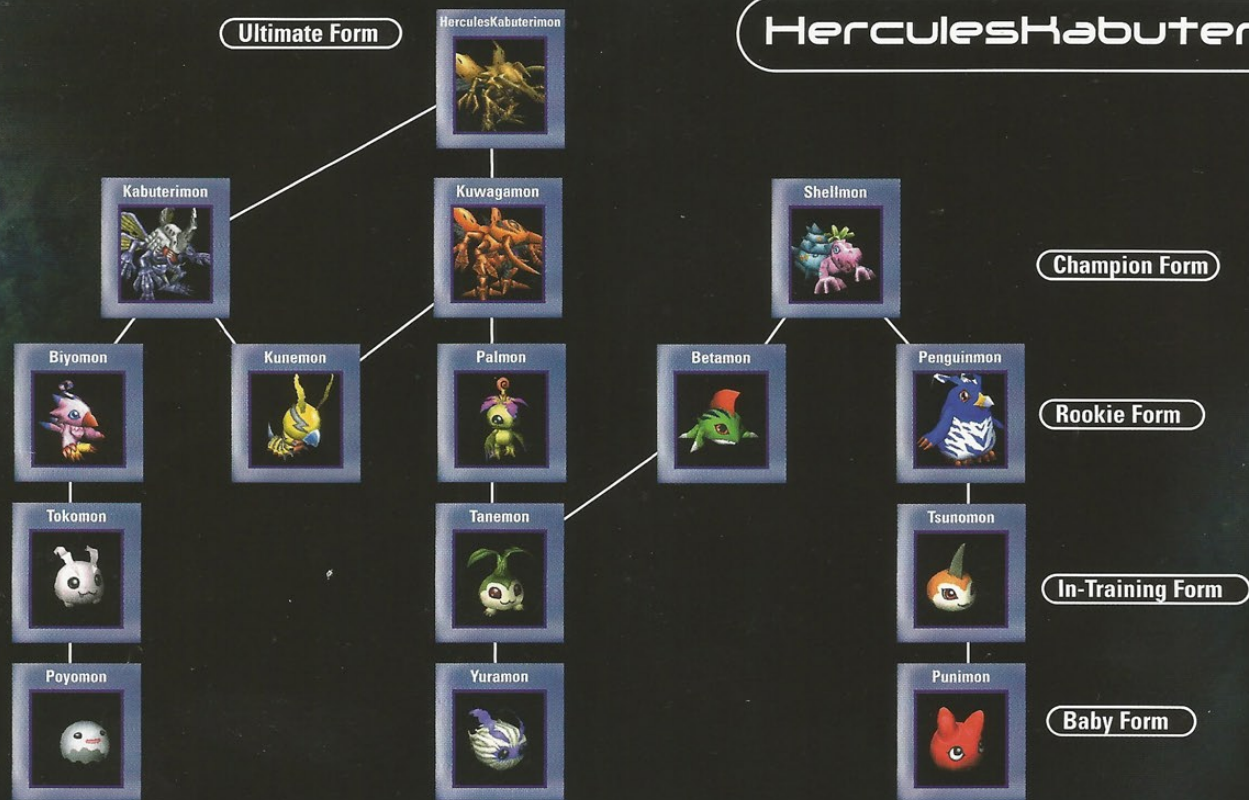 Ultimate Form
HerculesKabuterimon
HerculesKabuter
Kabuterimon
Kuwagamon
Shellmon
Champion Form
Biyomon
Kunemon
Palmon
Betamon
Penguinmon
Rookie Form
Tokomon
Tanemon
Tsunomon
In-Training Form
Poyomon
Yuramon
Punimon
Baby Form